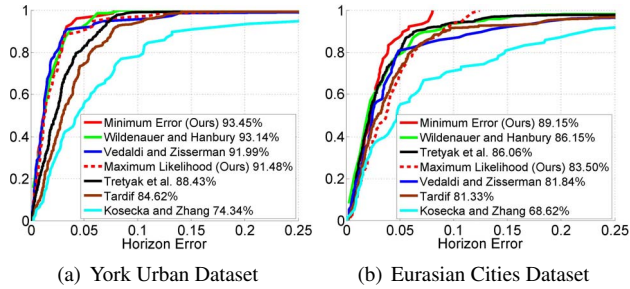 1
0.8
0.6
0.4
0.2
0
0 0.05 0.1 0.15 0.2 0.25
Horizon Error
Minimum Error (Ours) 93.45%
Wildenauer and Hanbury 93.14%
Vedaldi and Zisserman 91.99%
Maximum Likelihood (Ours) 91.48%
Tretyak et al. 88.43%
Tardif 84.62%
Kosecka and Zhang 74.34%
(a) York Urban Dataset
1
0.8
0.6
0.4
0.2
0
0 0.05 0.1 0.15 0.2 0.25
Horizon Error
Minimum Error (Ours) 89.15%
Wildenauer and Hanbury 86.15%
Tretyak et al. 86.06%
Maximum Likelihood (Ours) 83.50%
Vedaldi and Zisserman 81.84%
Tardif 81.33%
Kosecka and Zhang 68.62%
(b) Eurasian Cities Dataset